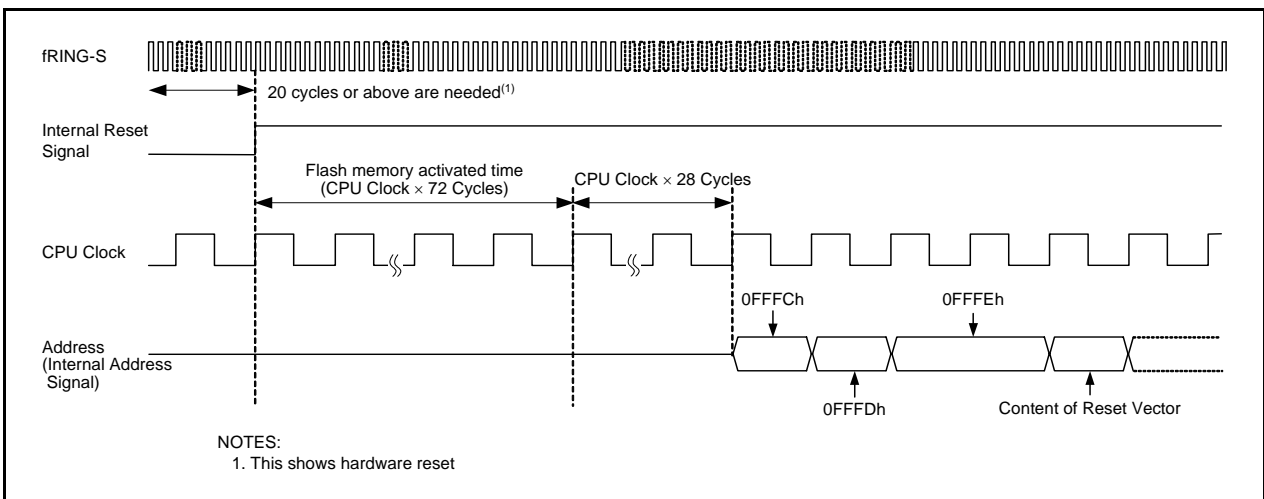 fRING-S
20 cycles or above are needed(1)
Internal Reset
Signal
Flash memory activated time
(CPU Clock × 72 Cycles)
CPU Clock × 28 Cycles
CPU Clock
0FFFCh
0FFFEh
Address
(Internal Address
Signal)
0FFFDh
Content of Reset Vector
NOTES:
1. This shows hardware reset